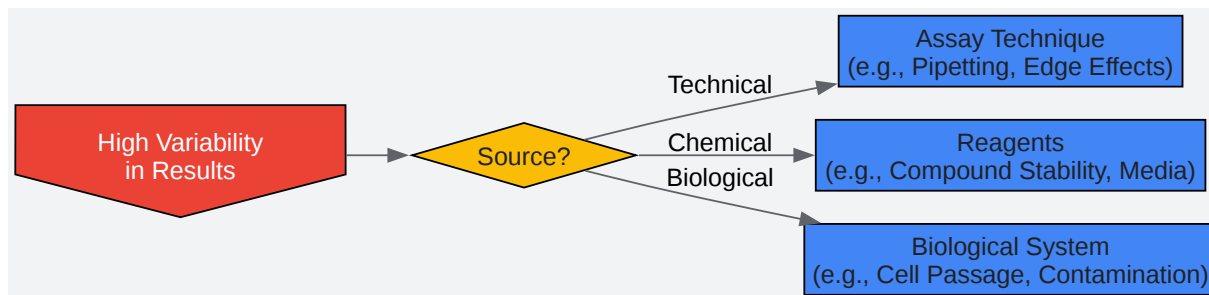 High Variability
in Results
Source?
Technical
Chemical
Biological
Assay Technique
(e.g., Pipetting, Edge Effects)
Reagents
(e.g., Compound Stability, Media)
Biological System
(e.g., Cell Passage, Contamination)